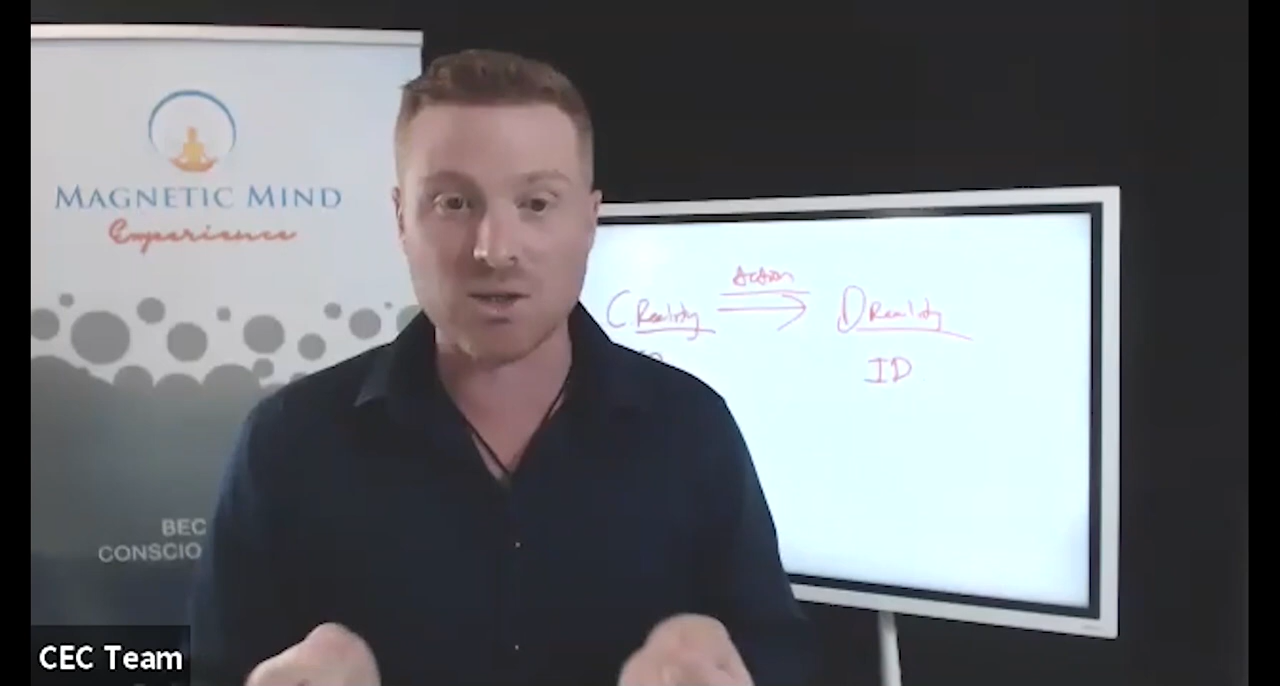 MAGNETIC MIND
Experience
BEC
CONSCIO
Action
C. Reality
D Reality
ID
CEC Team